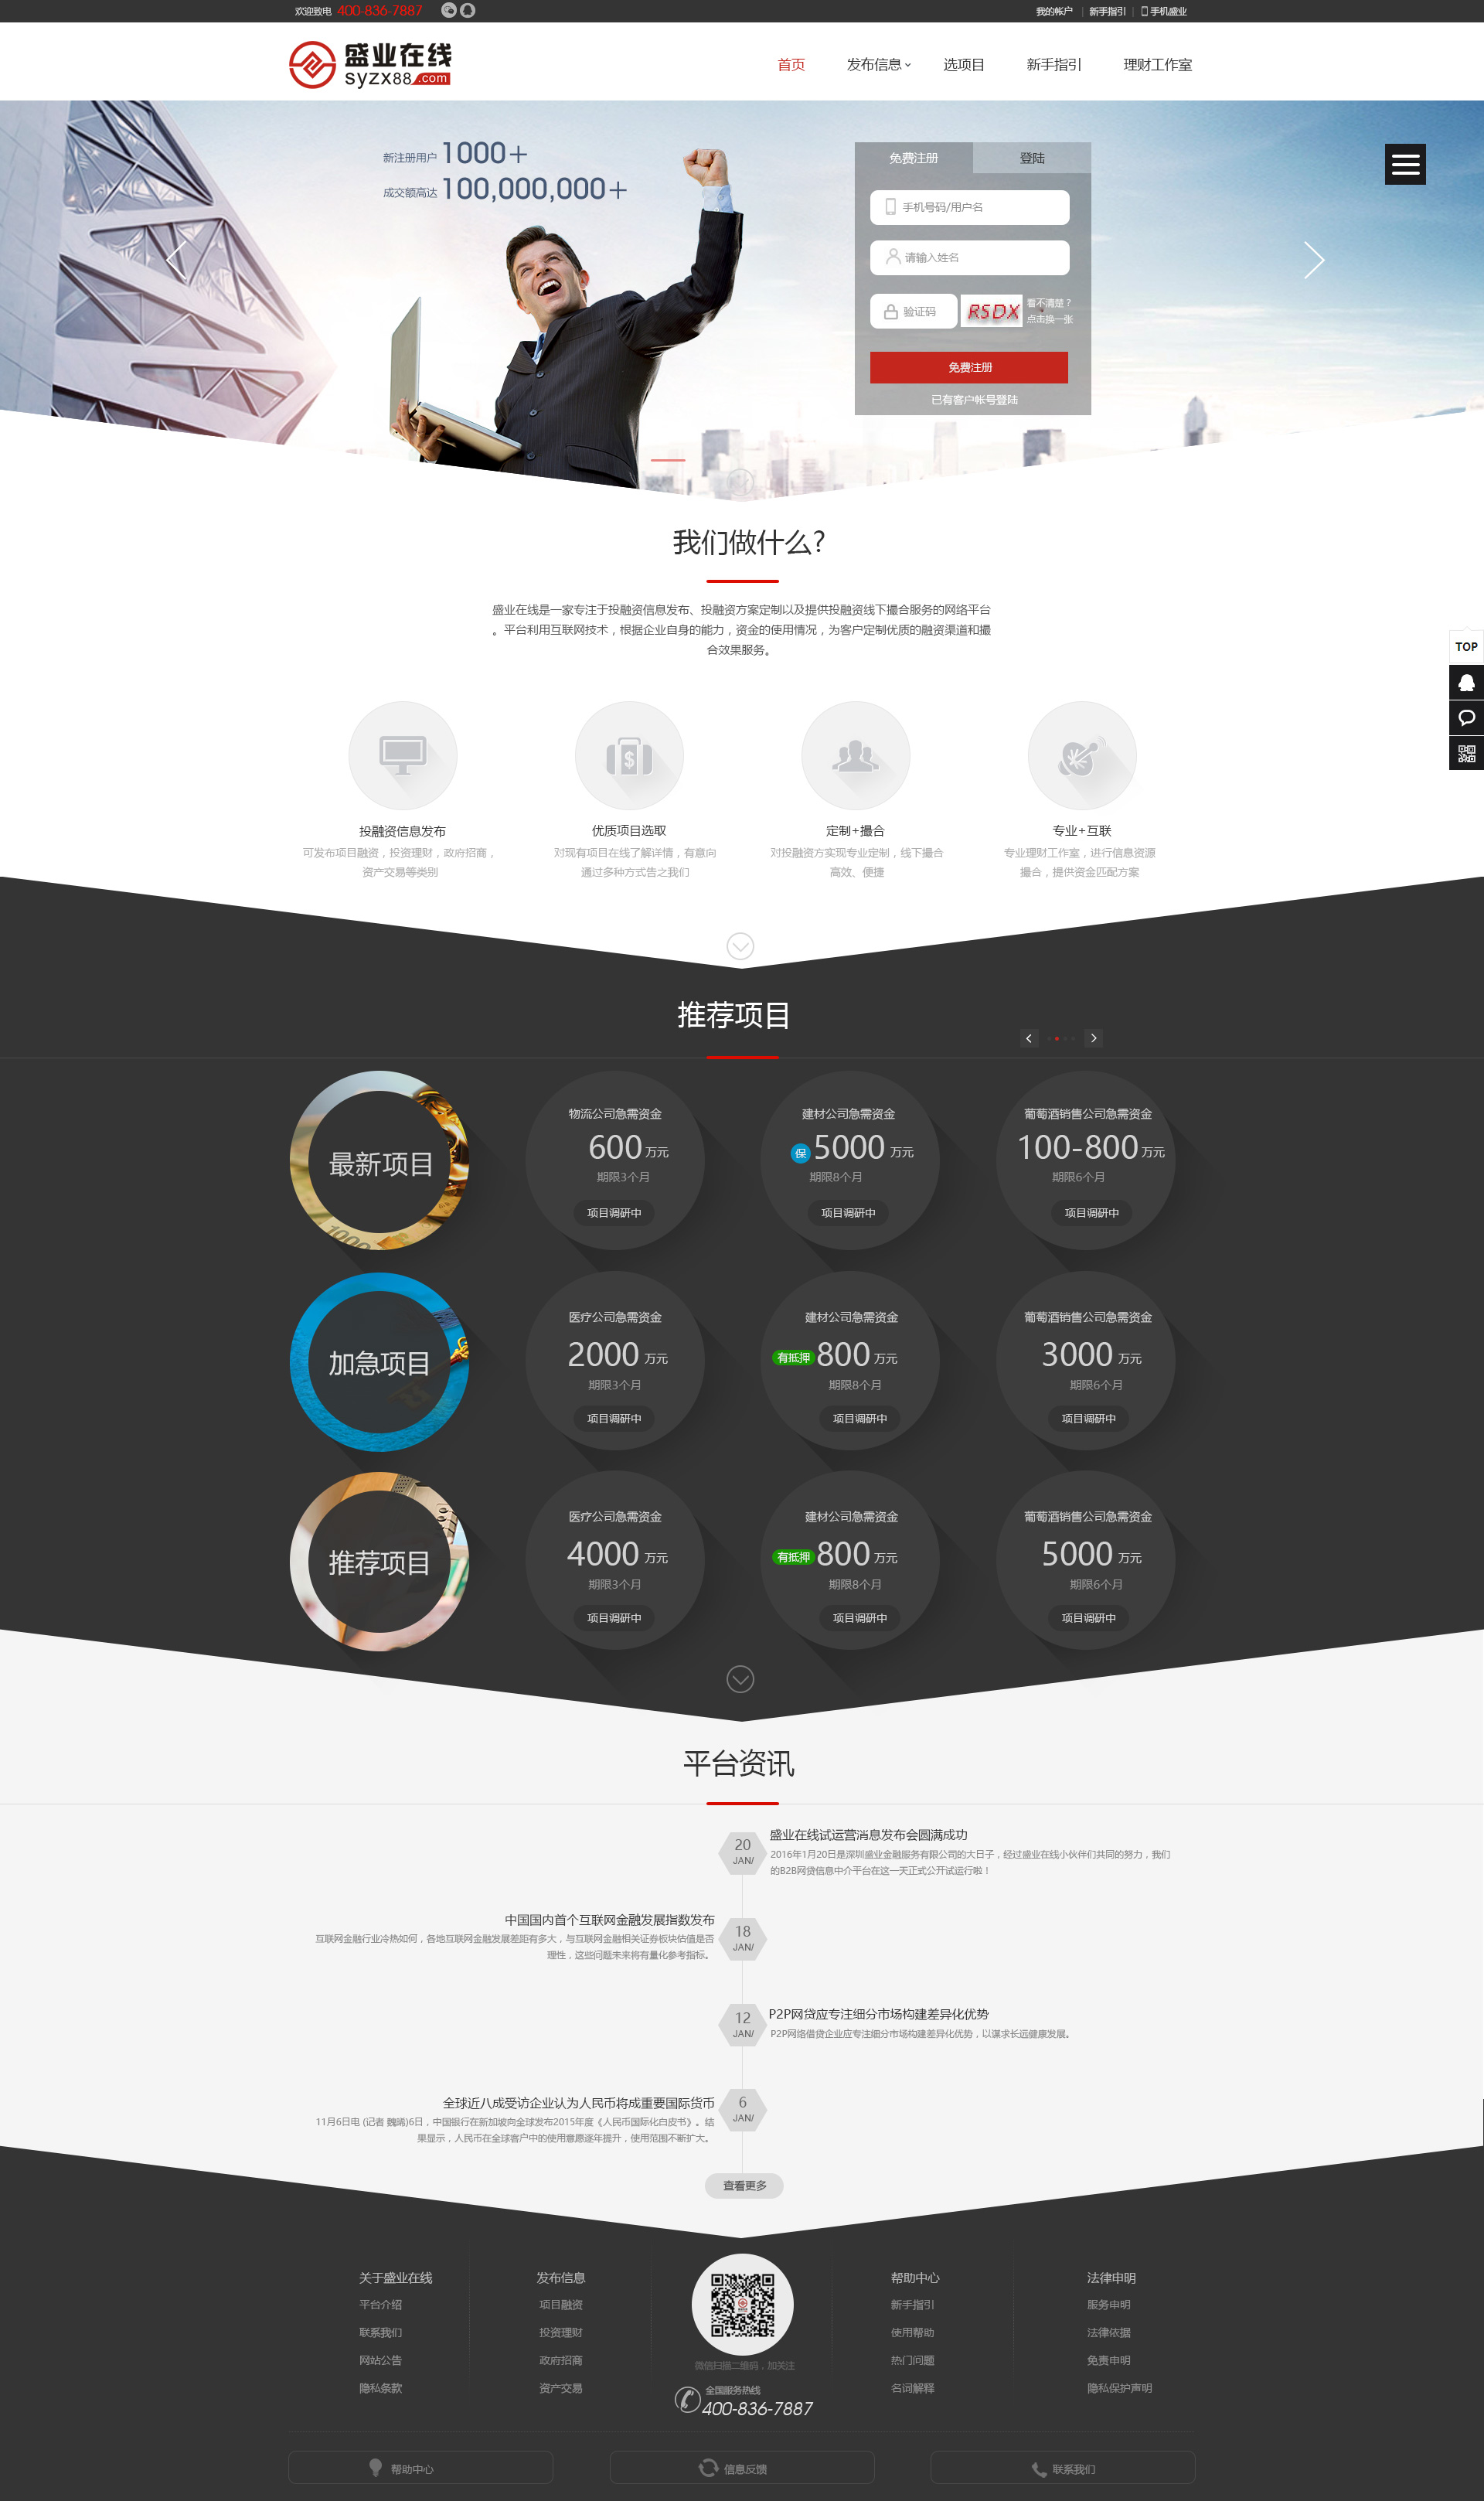 欢迎致电 400-836-7887
我的帐户 | 新手指引 | 手机盛业
盛业在线
syzx88.com
首页 发布信息 选项目 新手指引 理财工作室
新注册用户 1000+
成交额高达 100,000,000+
免费注册 登陆
手机号码/用户名
请输入姓名
验证码 RSDX 看不清楚？
点击换一张
免费注册
已有客户帐号登陆
我们做什么?
盛业在线是一家专注于投融资信息发布、投融资方案定制以及提供投融资线下撮合服务的网络平台
。平台利用互联网技术，根据企业自身的能力，资金的使用情况，为客户定制优质的融资渠道和撮
合效果服务。
TOP
投融资信息发布
可发布项目融资，投资理财，政府招商，
资产交易等类别
优质项目选取
对现有项目在线了解详情，有意向
通过多种方式告之我们
定制+撮合
对投融资方实现专业定制，线下撮合
高效、便捷
专业+互联
专业理财工作室，进行信息资源
撮合，提供资金匹配方案
推荐项目
最新项目
1000
物流公司急需资金
600 万元
期限3个月
项目调研中
建材公司急需资金
保 5000 万元
期限8个月
项目调研中
葡萄酒销售公司急需资金
100-800 万元
期限6个月
项目调研中
加急项目
医疗公司急需资金
2000 万元
期限3个月
项目调研中
建材公司急需资金
有抵押 800 万元
期限8个月
项目调研中
葡萄酒销售公司急需资金
3000 万元
期限6个月
项目调研中
推荐项目
医疗公司急需资金
4000 万元
期限3个月
项目调研中
建材公司急需资金
有抵押 800 万元
期限8个月
项目调研中
葡萄酒销售公司急需资金
5000 万元
期限6个月
项目调研中
平台资讯
20
JAN/
盛业在线试运营消息发布会圆满成功
2016年1月20日是深圳盛业金融服务有限公司的大日子，经过盛业在线小伙伴们共同的努力，我们
的B2B网贷信息中介平台在这一天正式公开试运行啦！
18
JAN/
中国国内首个互联网金融发展指数发布
互联网金融行业冷热如何，各地互联网金融发展差距有多大，与互联网金融相关证券板块估值是否
理性，这些问题未来将有量化参考指标。
12
JAN/
P2P网贷应专注细分市场构建差异化优势
P2P网络借贷企业应专注细分市场构建差异化优势，以谋求长远健康发展。
6
JAN/
全球近八成受访企业认为人民币将成重要国际货币
11月6日电 (记者 魏晞)6日，中国银行在新加坡向全球发布2015年度《人民币国际化白皮书》。结
果显示，人民币在全球客户中的使用意愿逐年提升，使用范围不断扩大。
查看更多
关于盛业在线
平台介绍
联系我们
网站公告
隐私条款
发布信息
项目融资
投资理财
政府招商
资产交易
微信扫描二维码，加关注
全国服务热线
400-836-7887
帮助中心
新手指引
使用帮助
热门问题
名词解释
法律申明
服务申明
法律依据
免责申明
隐私保护声明
帮助中心
信息反馈
联系我们